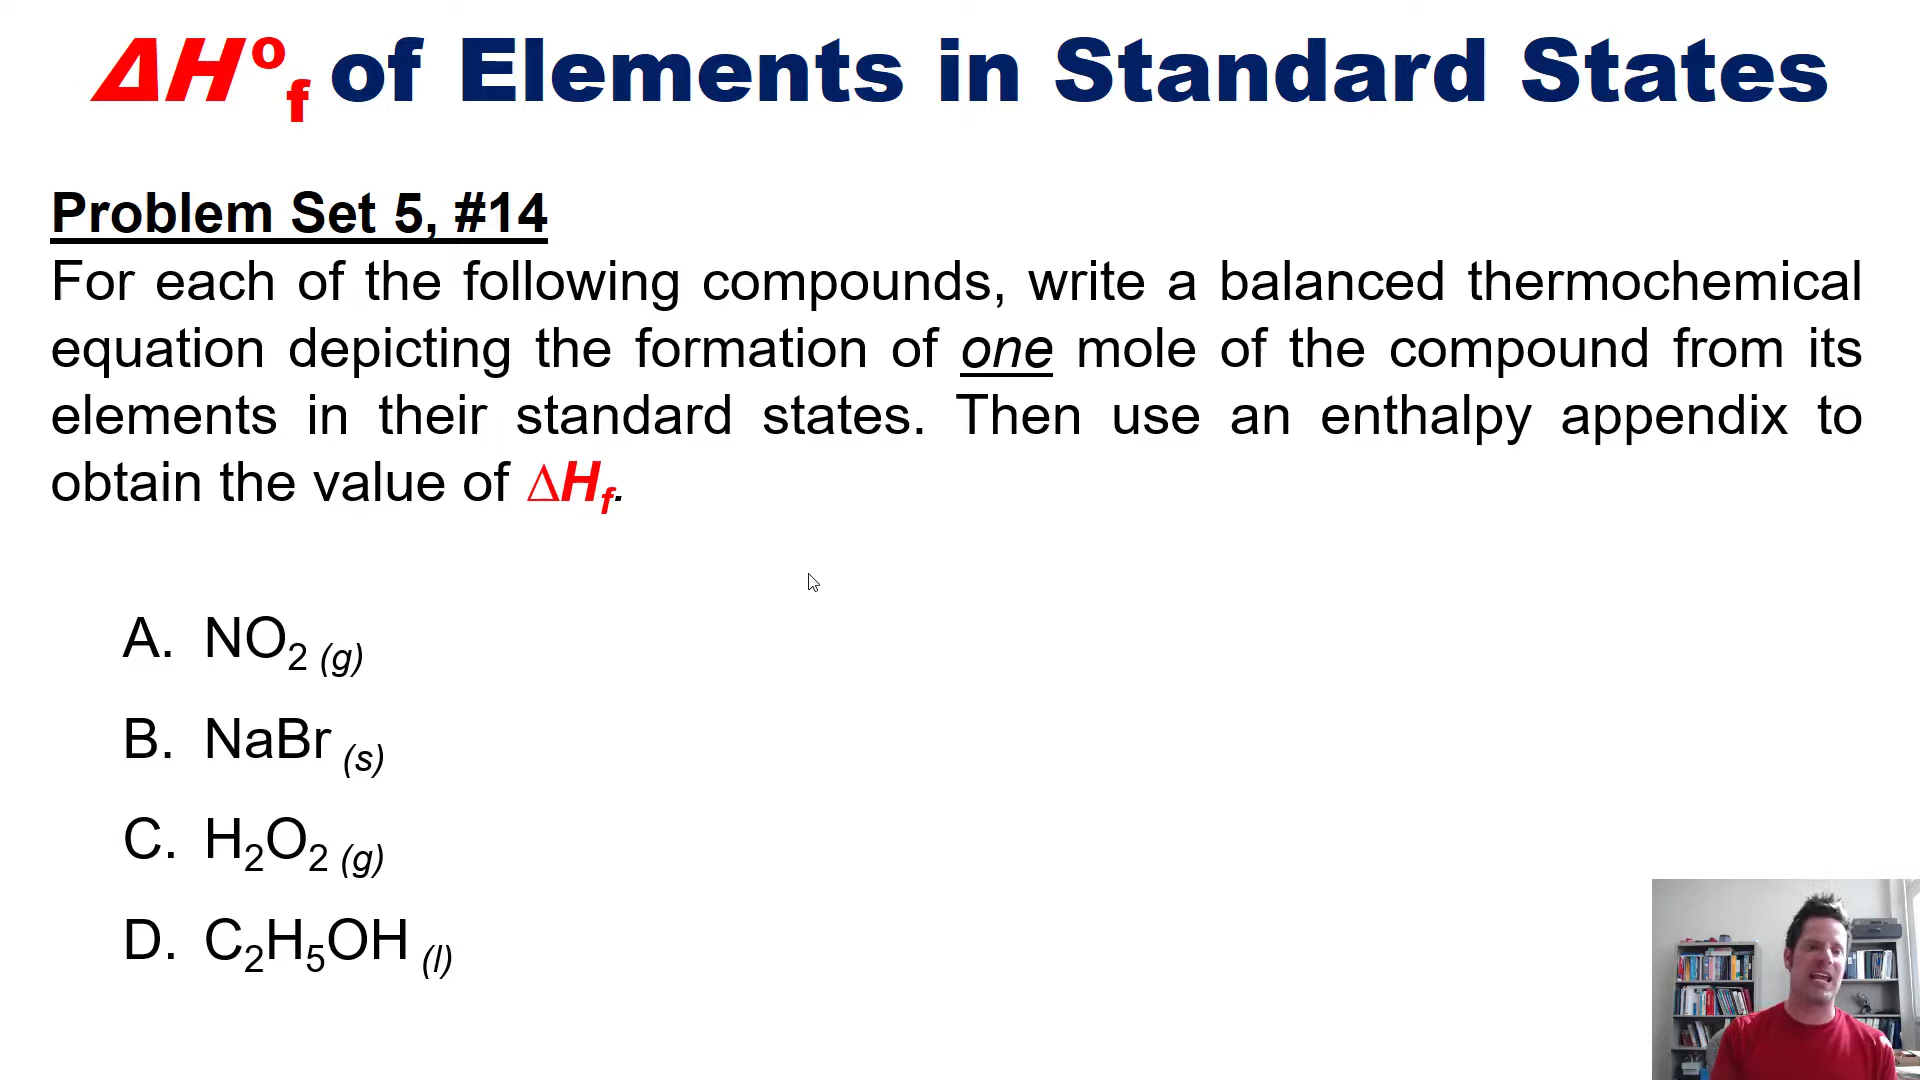 ΔH°f of Elements in Standard States
Problem Set 5, #14
For each of the following compounds, write a balanced thermochemical
equation depicting the formation of one mole of the compound from its
elements in their standard states. Then use an enthalpy appendix to
obtain the value of ΔHf.
A. NO2 (g)
B. NaBr (s)
C. H2O2 (g)
D. C2H5OH (l)